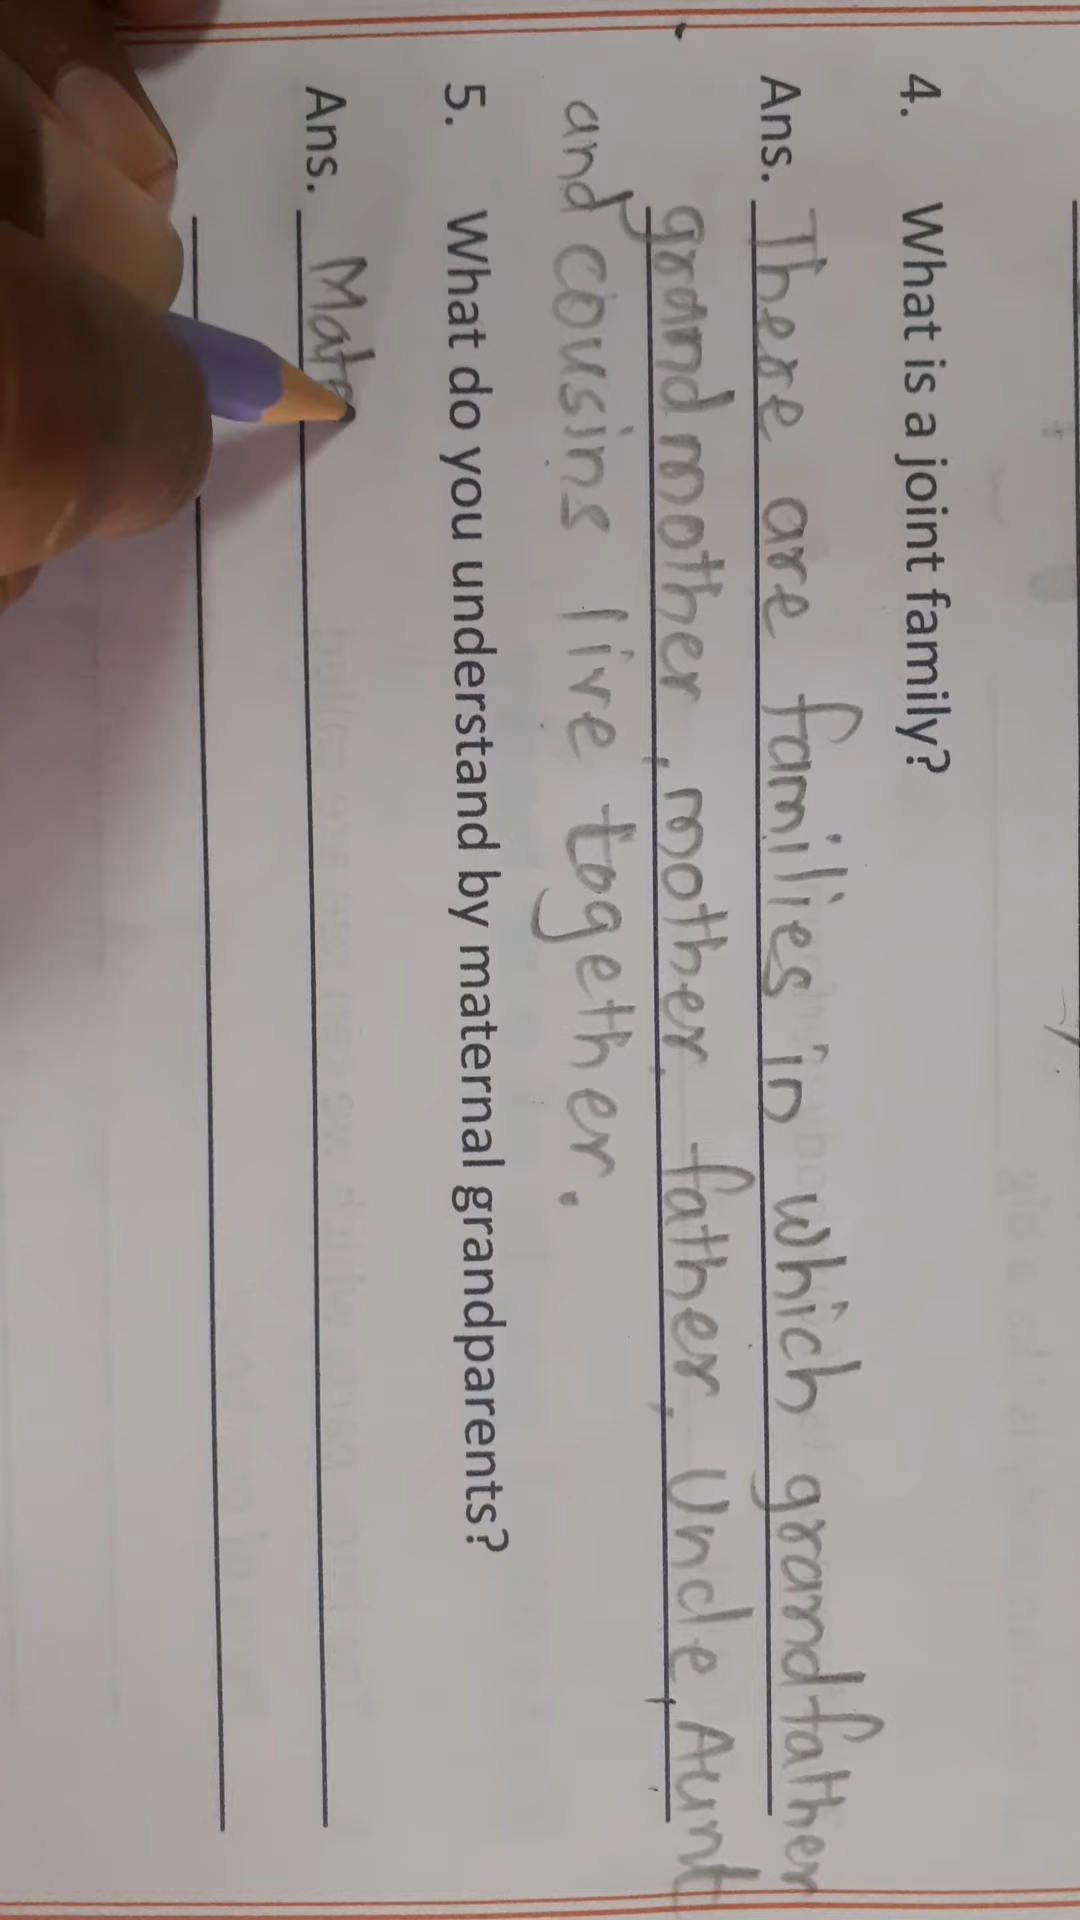 4. What is a joint family?
Ans. There are families in which grandfather
grandmother, mother, father, Uncle, Aunt
and cousins live together.
5. What do you understand by maternal grandparents?
Ans. Mate